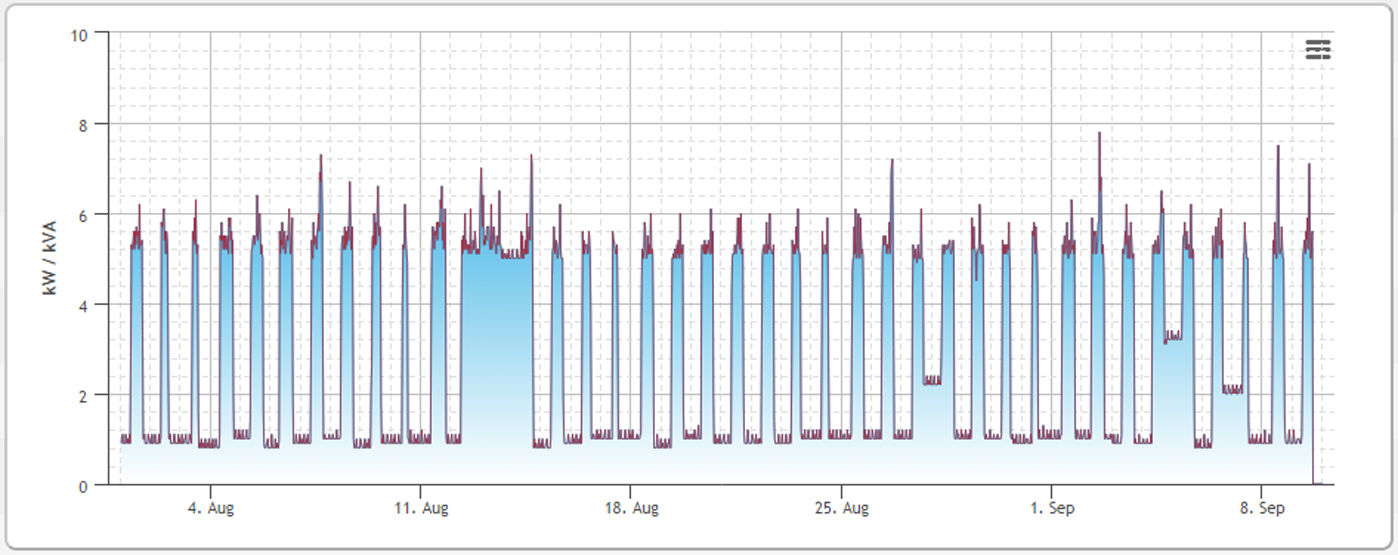 10
8
6
4
2
0
kW / kVA
4. Aug
11. Aug
18. Aug
25. Aug
1. Sep
8. Sep